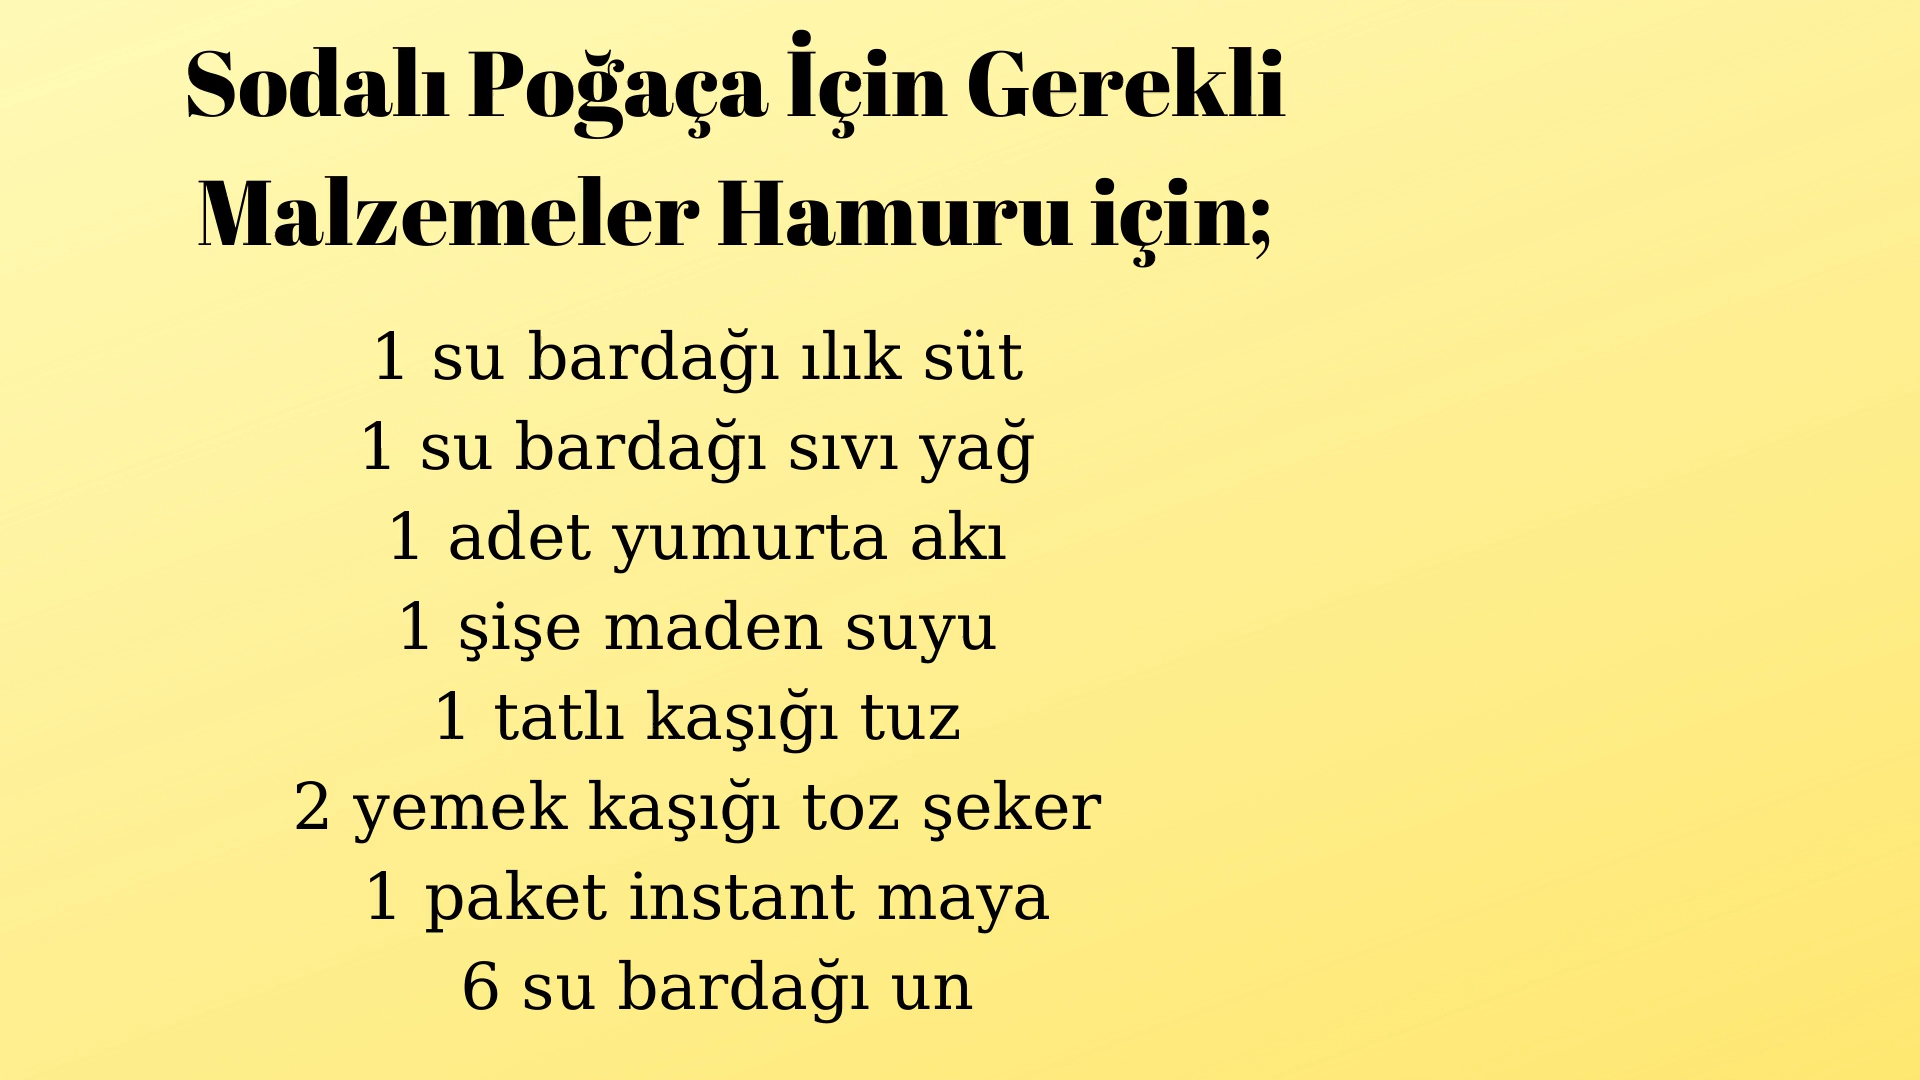 Sodalı Poğaça İçin Gerekli
Malzemeler Hamuru için;
1 su bardağı ılık süt
1 su bardağı sıvı yağ
1 adet yumurta akı
1 şişe maden suyu
1 tatlı kaşığı tuz
2 yemek kaşığı toz şeker
1 paket instant maya
6 su bardağı un